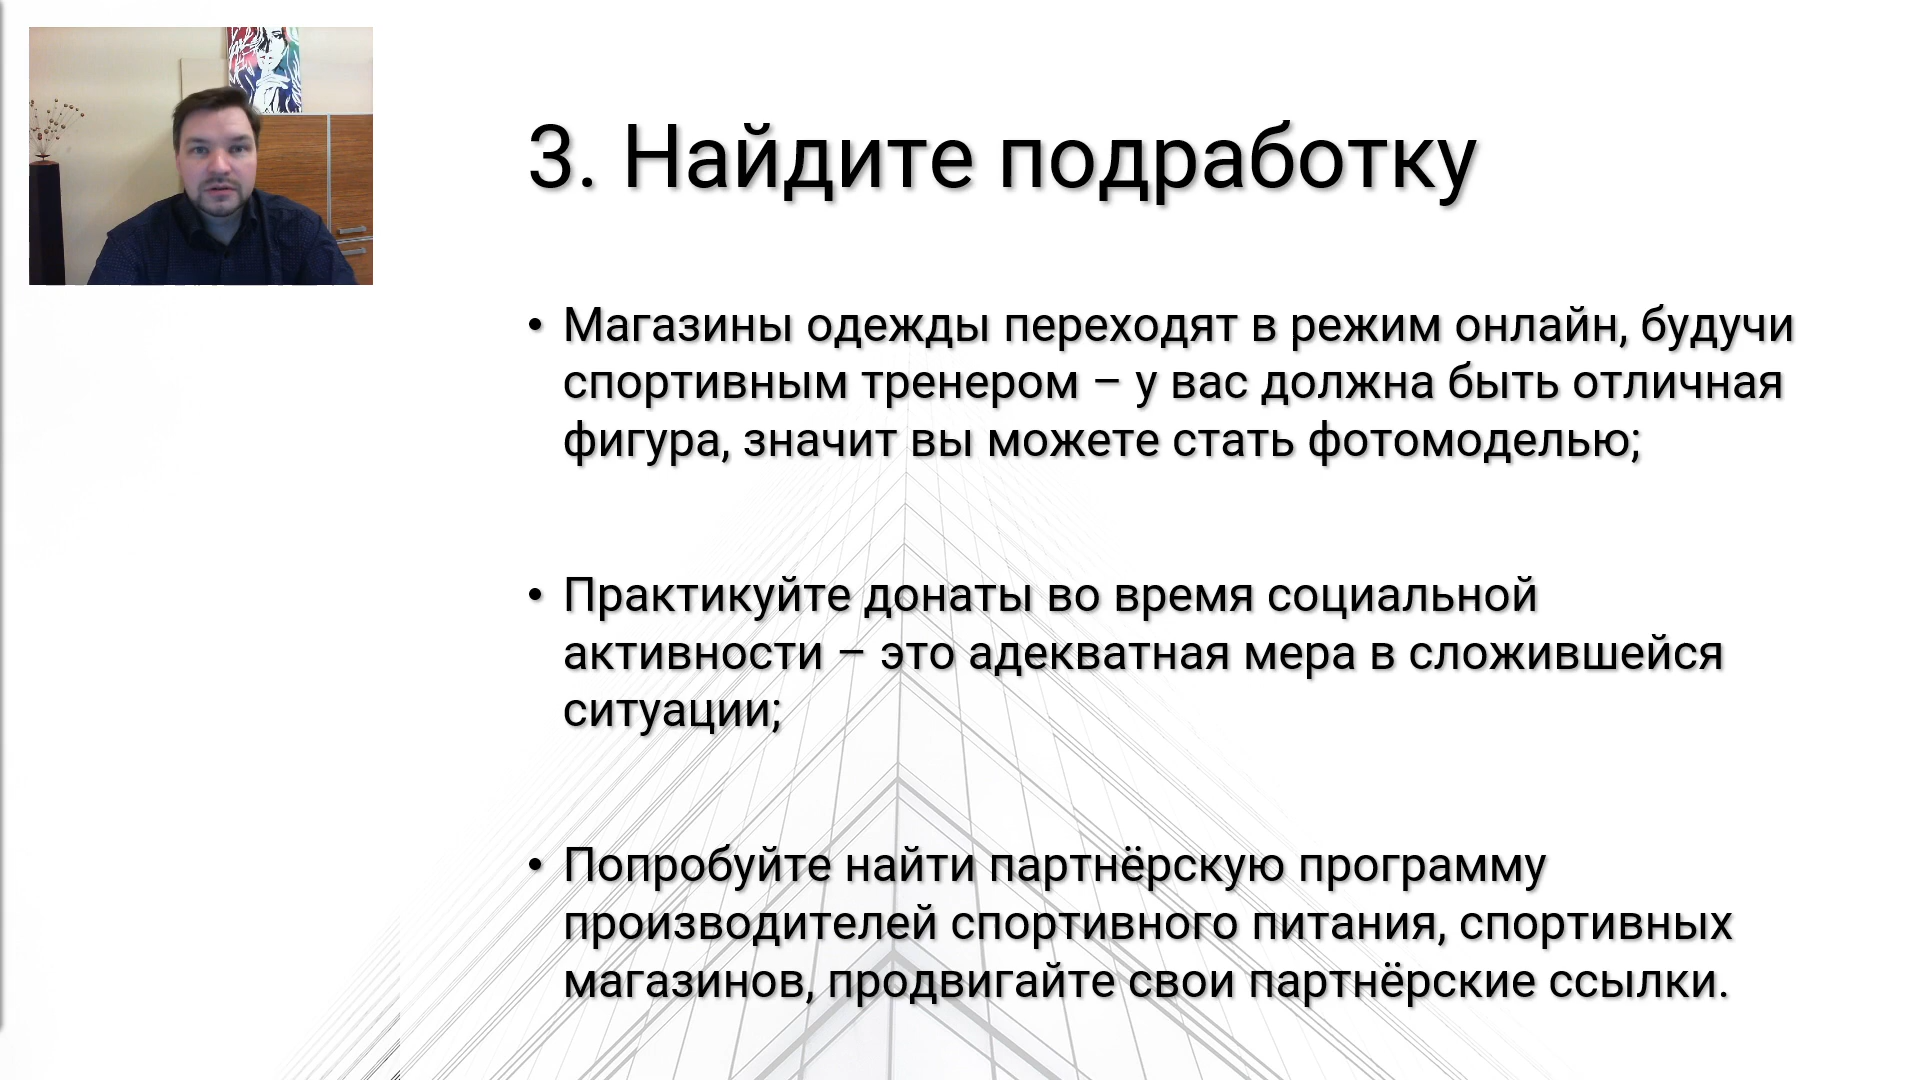 3. Найдите подработку
• Магазины одежды переходят в режим онлайн, будучи
спортивным тренером – у вас должна быть отличная
фигура, значит вы можете стать фотомоделью;
• Практикуйте донаты во время социальной
активности – это адекватная мера в сложившейся
ситуации;
• Попробуйте найти партнёрскую программу
производителей спортивного питания, спортивных
магазинов, продвигайте свои партнёрские ссылки.